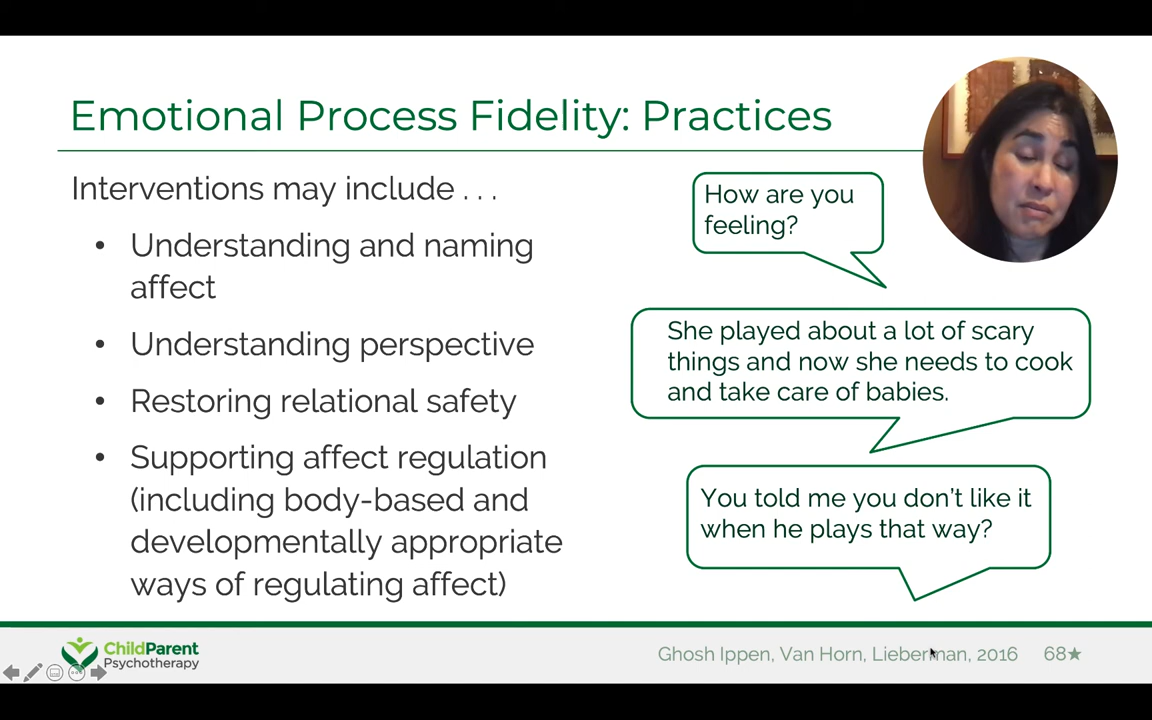 Emotional Process Fidelity: Practices
Interventions may include . . .
• Understanding and naming
affect
• Understanding perspective
• Restoring relational safety
• Supporting affect regulation
(including body-based and
developmentally appropriate
ways of regulating affect)
How are you
feeling?
She played about a lot of scary
things and now she needs to cook
and take care of babies.
You told me you don't like it
when he plays that way?
ChildParent
Psychotherapy
Ghosh Ippen, Van Horn, Lieberman, 2016 68★